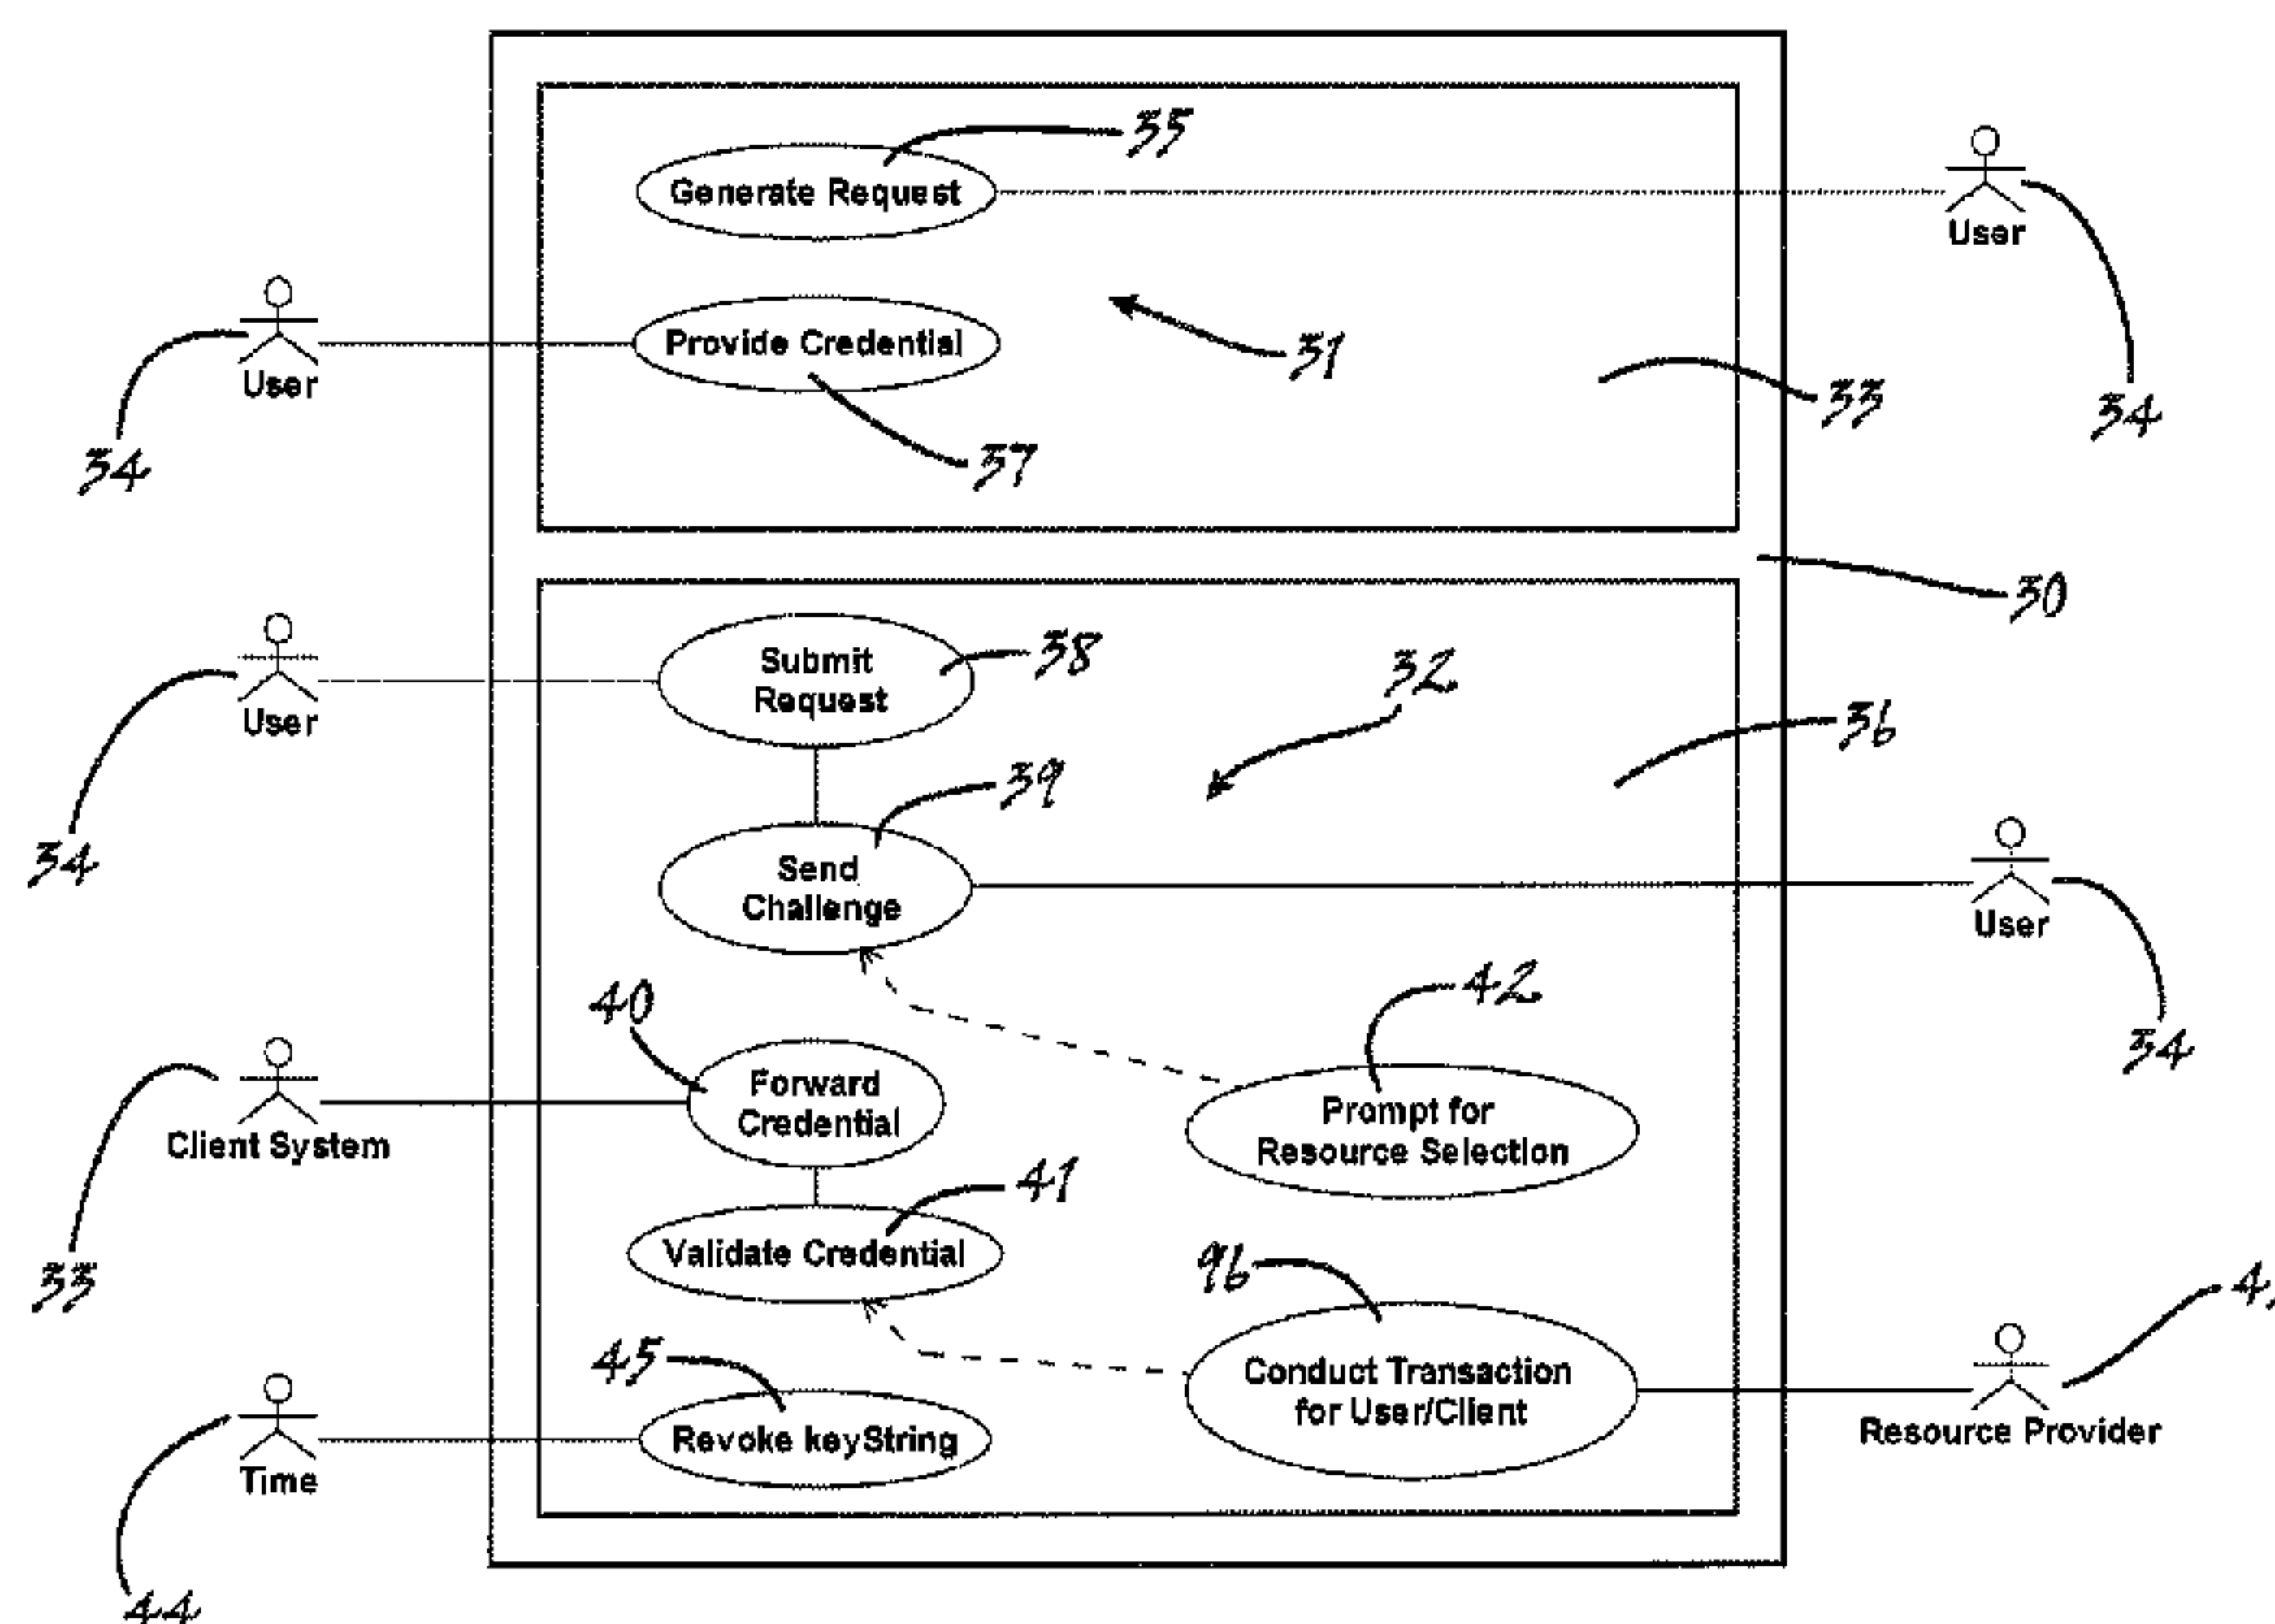 35
Generate Request
User
34
Provide Credential
User
34
31
33
37
30
Submit
Request
38
User
34
32
36
39
Send
Challenge
User
34
40
42
Forward
Credential
Client System
33
Prompt for
Resource Selection
41
Validate Credential
96
45
Conduct Transaction
for User/Client
Resource Provider
Revoke keyString
Time
44